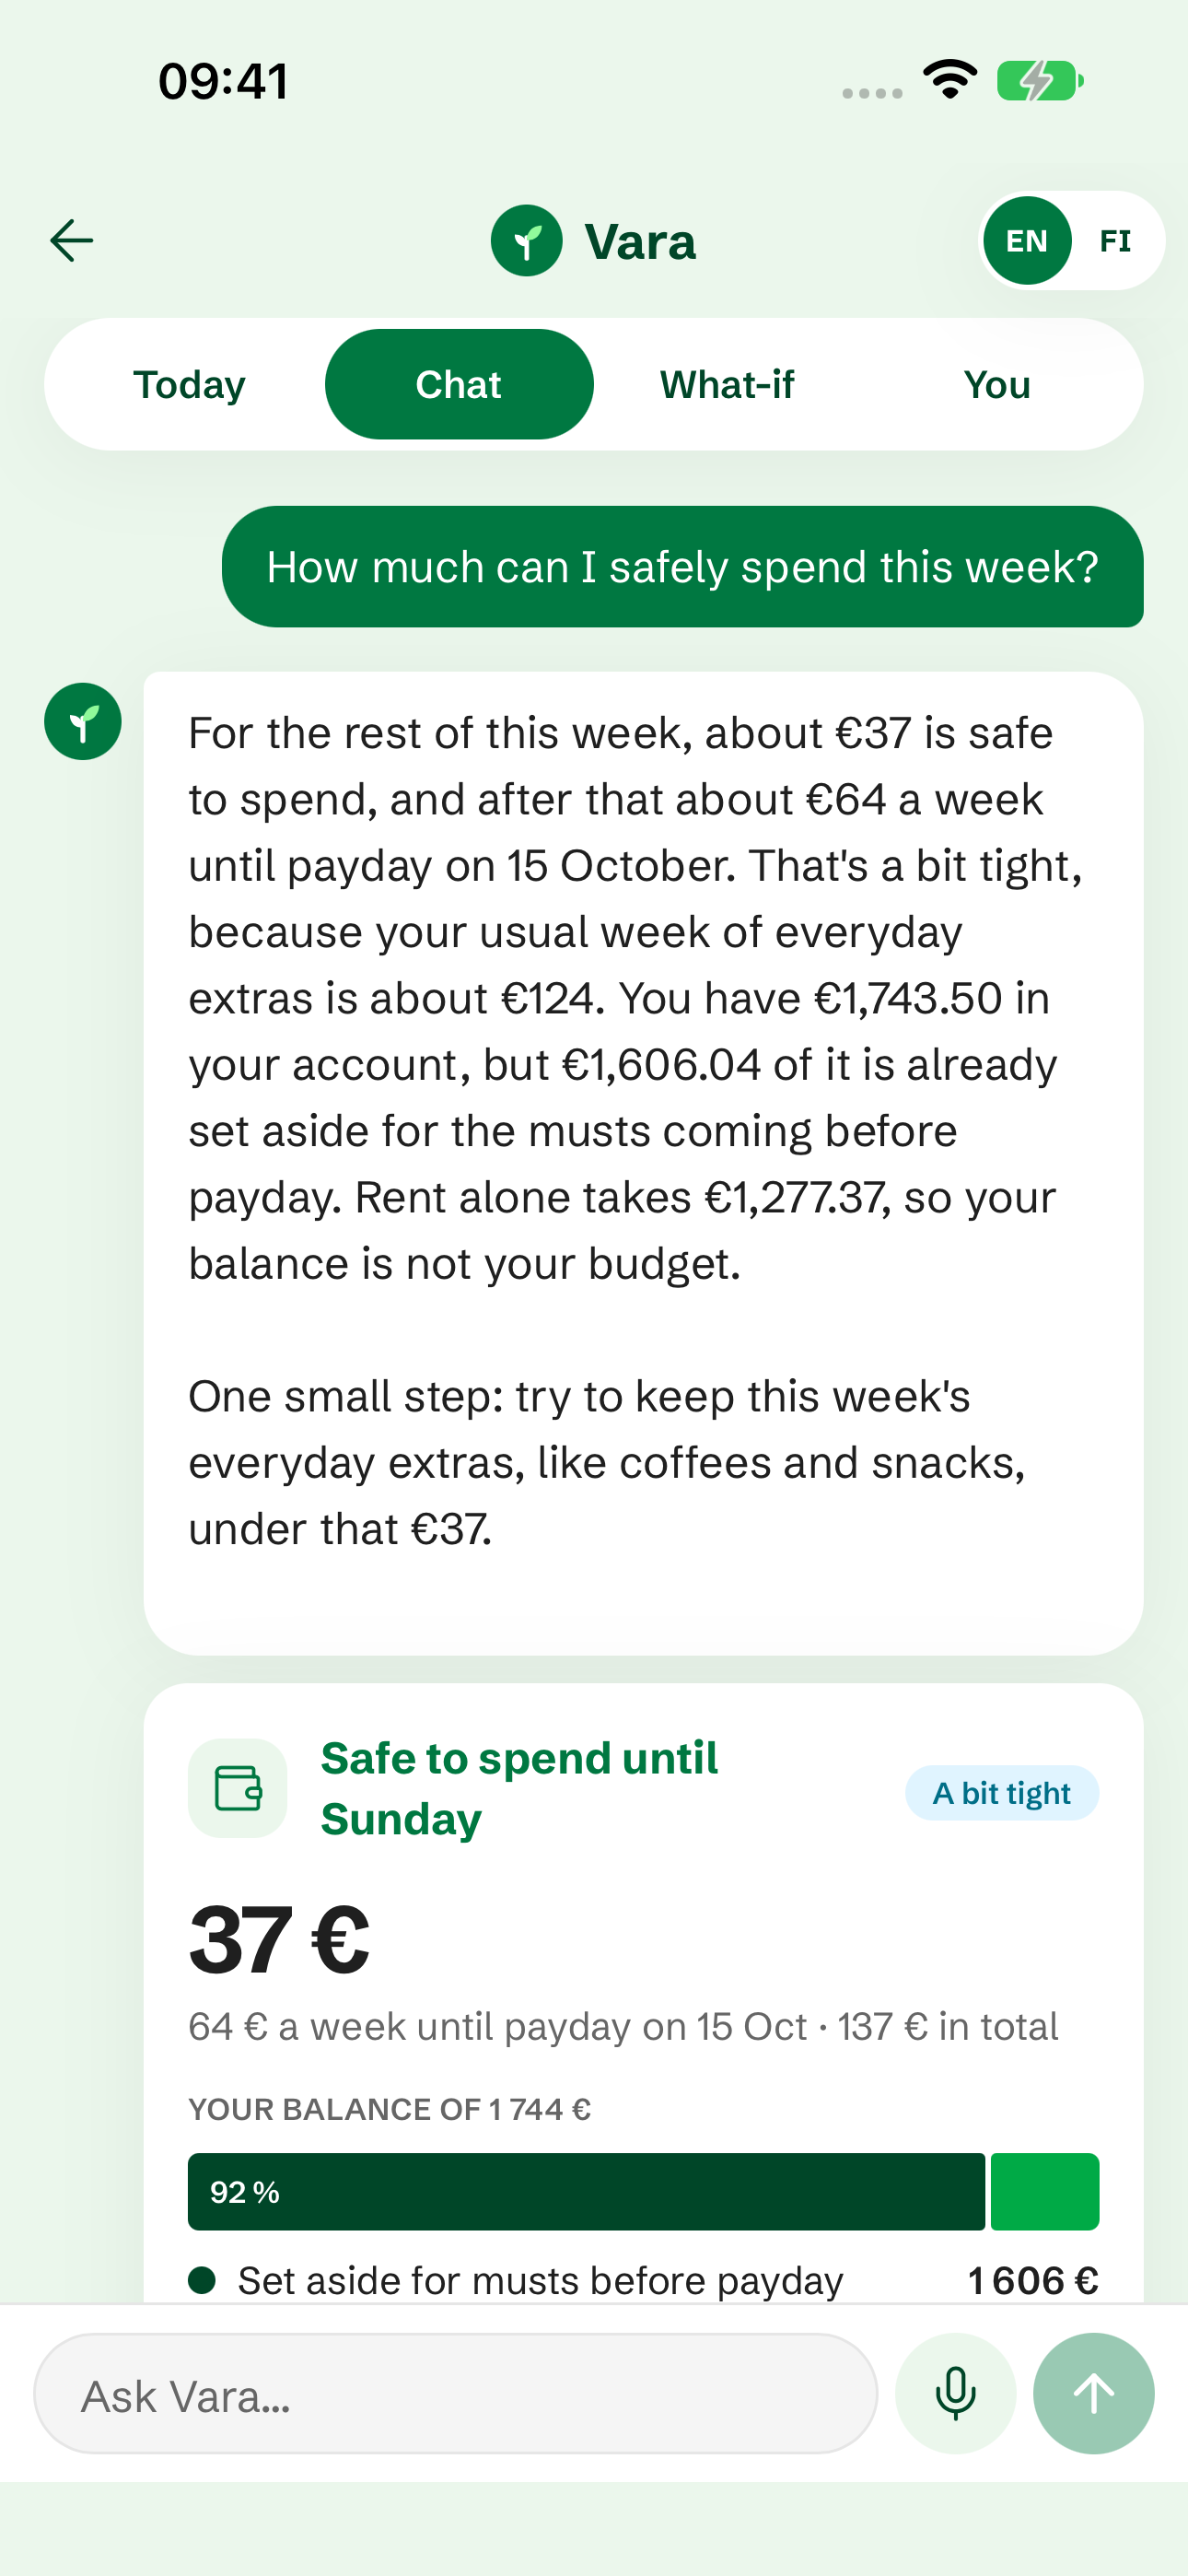 09:41
Vara
EN FI
Today Chat What-if You
How much can I safely spend this week?
For the rest of this week, about €37 is safe
to spend, and after that about €64 a week
until payday on 15 October. That's a bit tight,
because your usual week of everyday
extras is about €124. You have €1,743.50 in
your account, but €1,606.04 of it is already
set aside for the musts coming before
payday. Rent alone takes €1,277.37, so your
balance is not your budget.
One small step: try to keep this week's
everyday extras, like coffees and snacks,
under that €37.
Safe to spend until
Sunday
A bit tight
37 €
64 € a week until payday on 15 Oct · 137 € in total
YOUR BALANCE OF 1 744 €
92 %
Set aside for musts before payday 1 606 €
Ask Vara...